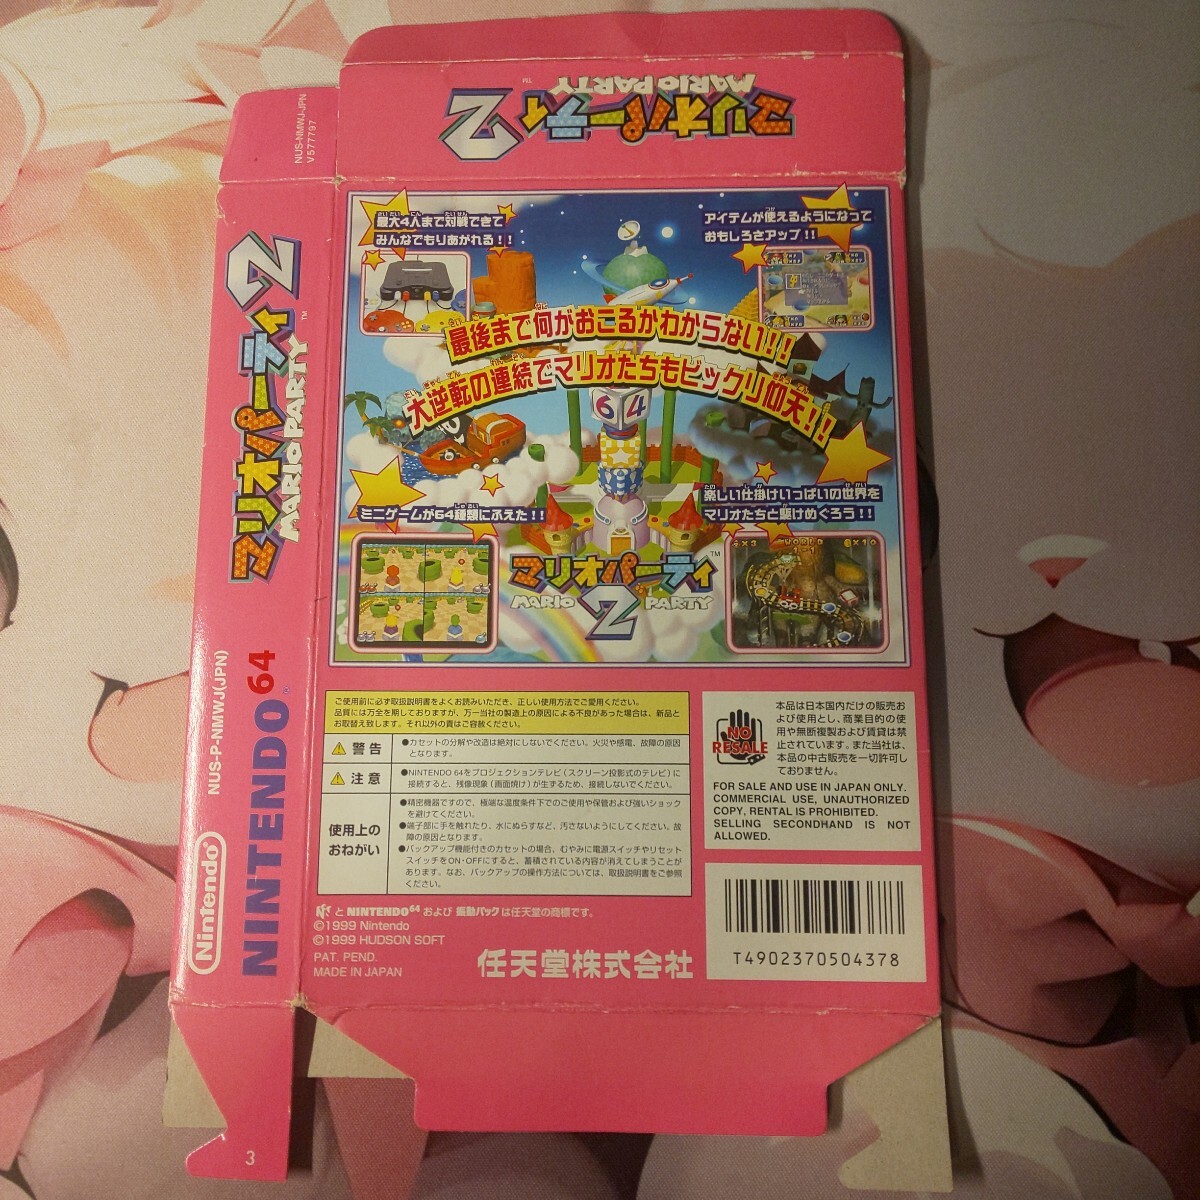 マリオパーティ2
MARIO PARTY
TM
NUS-NMWJ-JPN
V577797
マリオパーティ2
MARIO PARTY
TM
NUS-P-NMWJ(JPN)
NINTENDO64
TM
Nintendo®
3
最大4人まで対戦できて
みんなでもりあがれる!!
アイテムが使えるようになって
おもしろさアップ!!
最後まで何がおこるかわからない!!
大逆転の連続でマリオたちもビックリ仰天!!
64
ミニゲームが64種類にふえた!!
楽しい仕掛けいっぱいの世界を
マリオたちと駆けめぐろう!!
マリオパーティ
TM
MARIO 2 PARTY
×3 WORLD ×10
1-1
ご使用前に必ず取扱説明書をよくお読みいただき、正しい使用方法でご愛用ください。
品質には万全を期しておりますが、万一当社の製造上の原因による不良があった場合は、新品と
お取替え致します。それ以外の責はご容赦ください。
警告
●カセットの分解や改造は絶対にしないでください。火災や感電、故障の原因
となります。
注意
●NINTENDO 64をプロジェクションテレビ(スクリーン投影式のテレビ)に
接続すると、残像現象(画面焼け)が生ずるため、接続しないでください。
使用上の
おねがい
●精密機器ですので、極端な温度条件下でのご使用や保管および強いショック
を避けてください。
●端子部に手を触れたり、水にぬらすなど、汚さないようにしてください。故
障の原因となります。
●バックアップ機能付きのカセットの場合、むやみに電源スイッチやリセット
スイッチをON・OFFにすると、蓄積されている内容が消えてしまうことが
あります。なお、バックアップの操作方法については、取扱説明書をご参照
ください。
NO
RESALE
本品は日本国内だけの販売お
よび使用とし、商業目的の使
用や無断複製および賃貸は禁
止されています。また当社は、
本品の中古販売を一切許可し
ておりません。
FOR SALE AND USE IN JAPAN ONLY.
COMMERCIAL USE, UNAUTHORIZED
COPY, RENTAL IS PROHIBITED.
SELLING SECONDHAND IS NOT
ALLOWED.
と NINTENDO64 および 振動パックは任天堂の商標です。
©1999 Nintendo
©1999 HUDSON SOFT
PAT. PEND.
MADE IN JAPAN
任天堂株式会社
T4902370504378